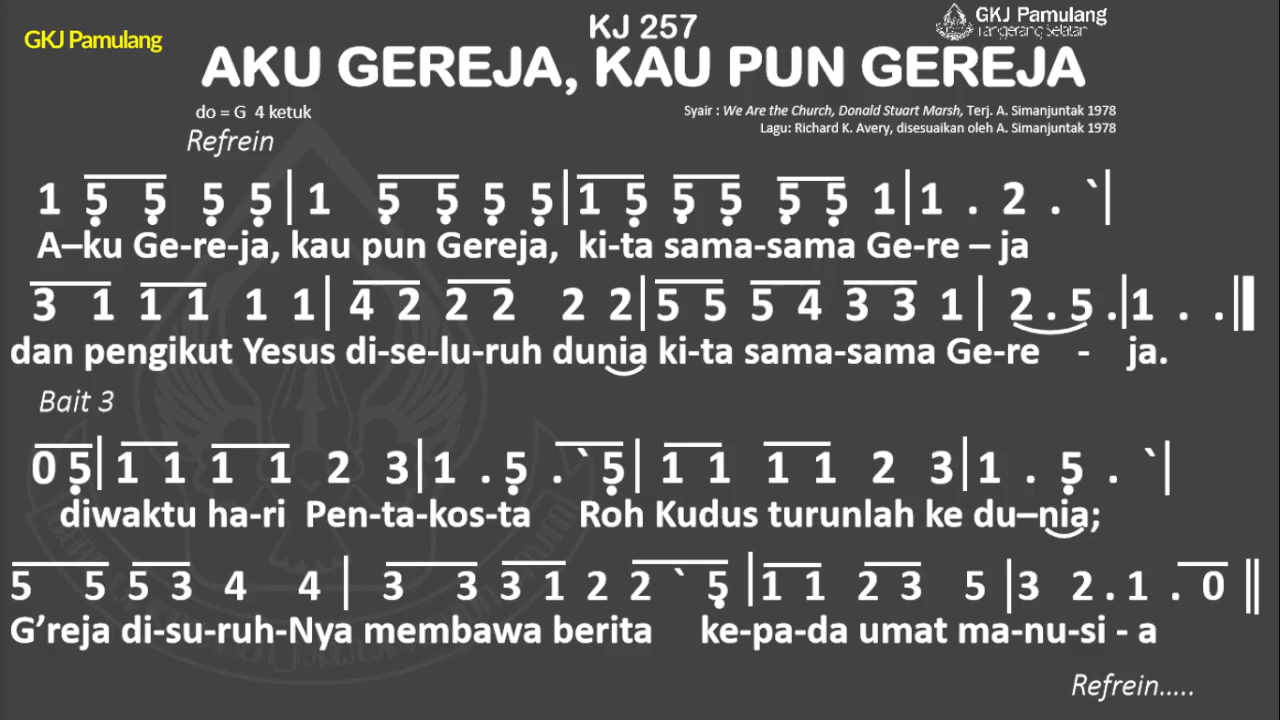 GKJ Pamulang
KJ 257
GKJ Pamulang
Tangerang Selatan
AKU GEREJA, KAU PUN GEREJA
do = G 4 ketuk
Syair : We Are the Church, Donald Stuart Marsh, Terj. A. Simanjuntak 1978
Lagu: Richard K. Avery, disesuaikan oleh A. Simanjuntak 1978
Refrein
1 5̣ 5̣ 5̣ 5̣ | 1 5̣ 5̣ 5̣ 5̣ | 1 5̣ 5̣ 5̣ 5̣ 5̣ 1 | 1 . 2 . ` |
A–ku Ge-re-ja, kau pun Gereja, ki-ta sama-sama Ge-re – ja
3 1 1 1 1 1 | 4 2 2 2 2 2 | 5 5 5 4 3 3 1 | 2 . 5 . | 1 . . ||
dan pengikut Yesus di-se-lu-ruh dunia ki-ta sama-sama Ge-re - ja.
Bait 3
0 5̣ | 1 1 1 1 2 3 | 1 . 5̣ . ` 5̣ | 1 1 1 1 2 3 | 1 . 5̣ . ` |
diwaktu ha-ri Pen-ta-kos-ta Roh Kudus turunlah ke du–nia;
5 5 5 3 4 4 | 3 3 3 1 2 2 ` 5̣ | 1 1 2 3 5 | 3 2 . 1 . 0 ||
G’reja di-su-ruh-Nya membawa berita ke-pa-da umat ma-nu-si - a
Refrein.....